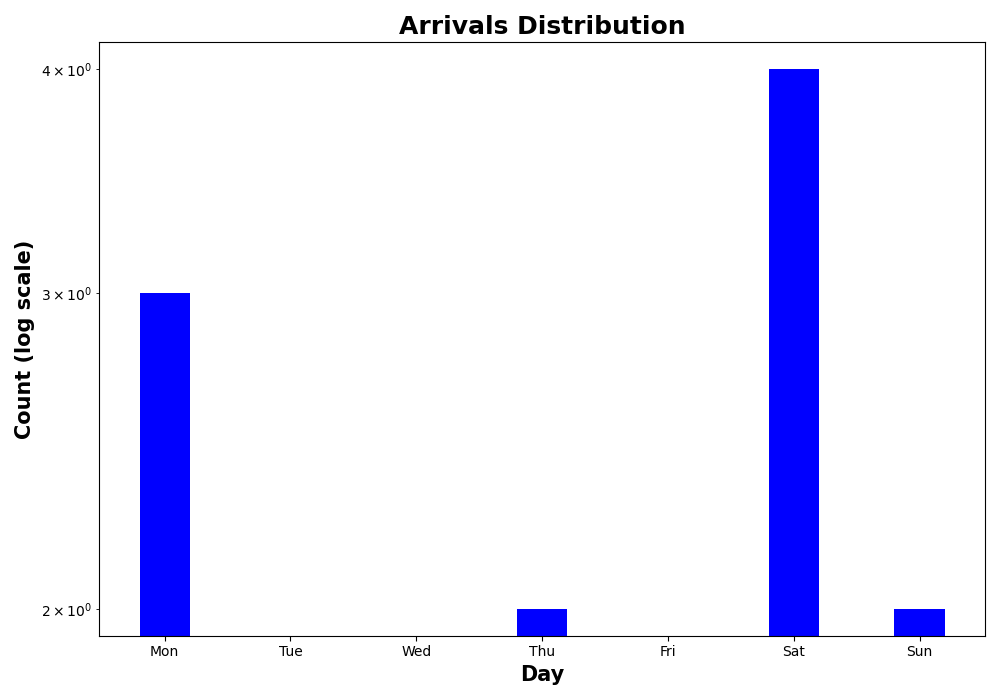 Arrivals Distribution
Count (log scale)
4 × 10⁰
3 × 10⁰
2 × 10⁰
Mon Tue Wed Thu Fri Sat Sun
Day